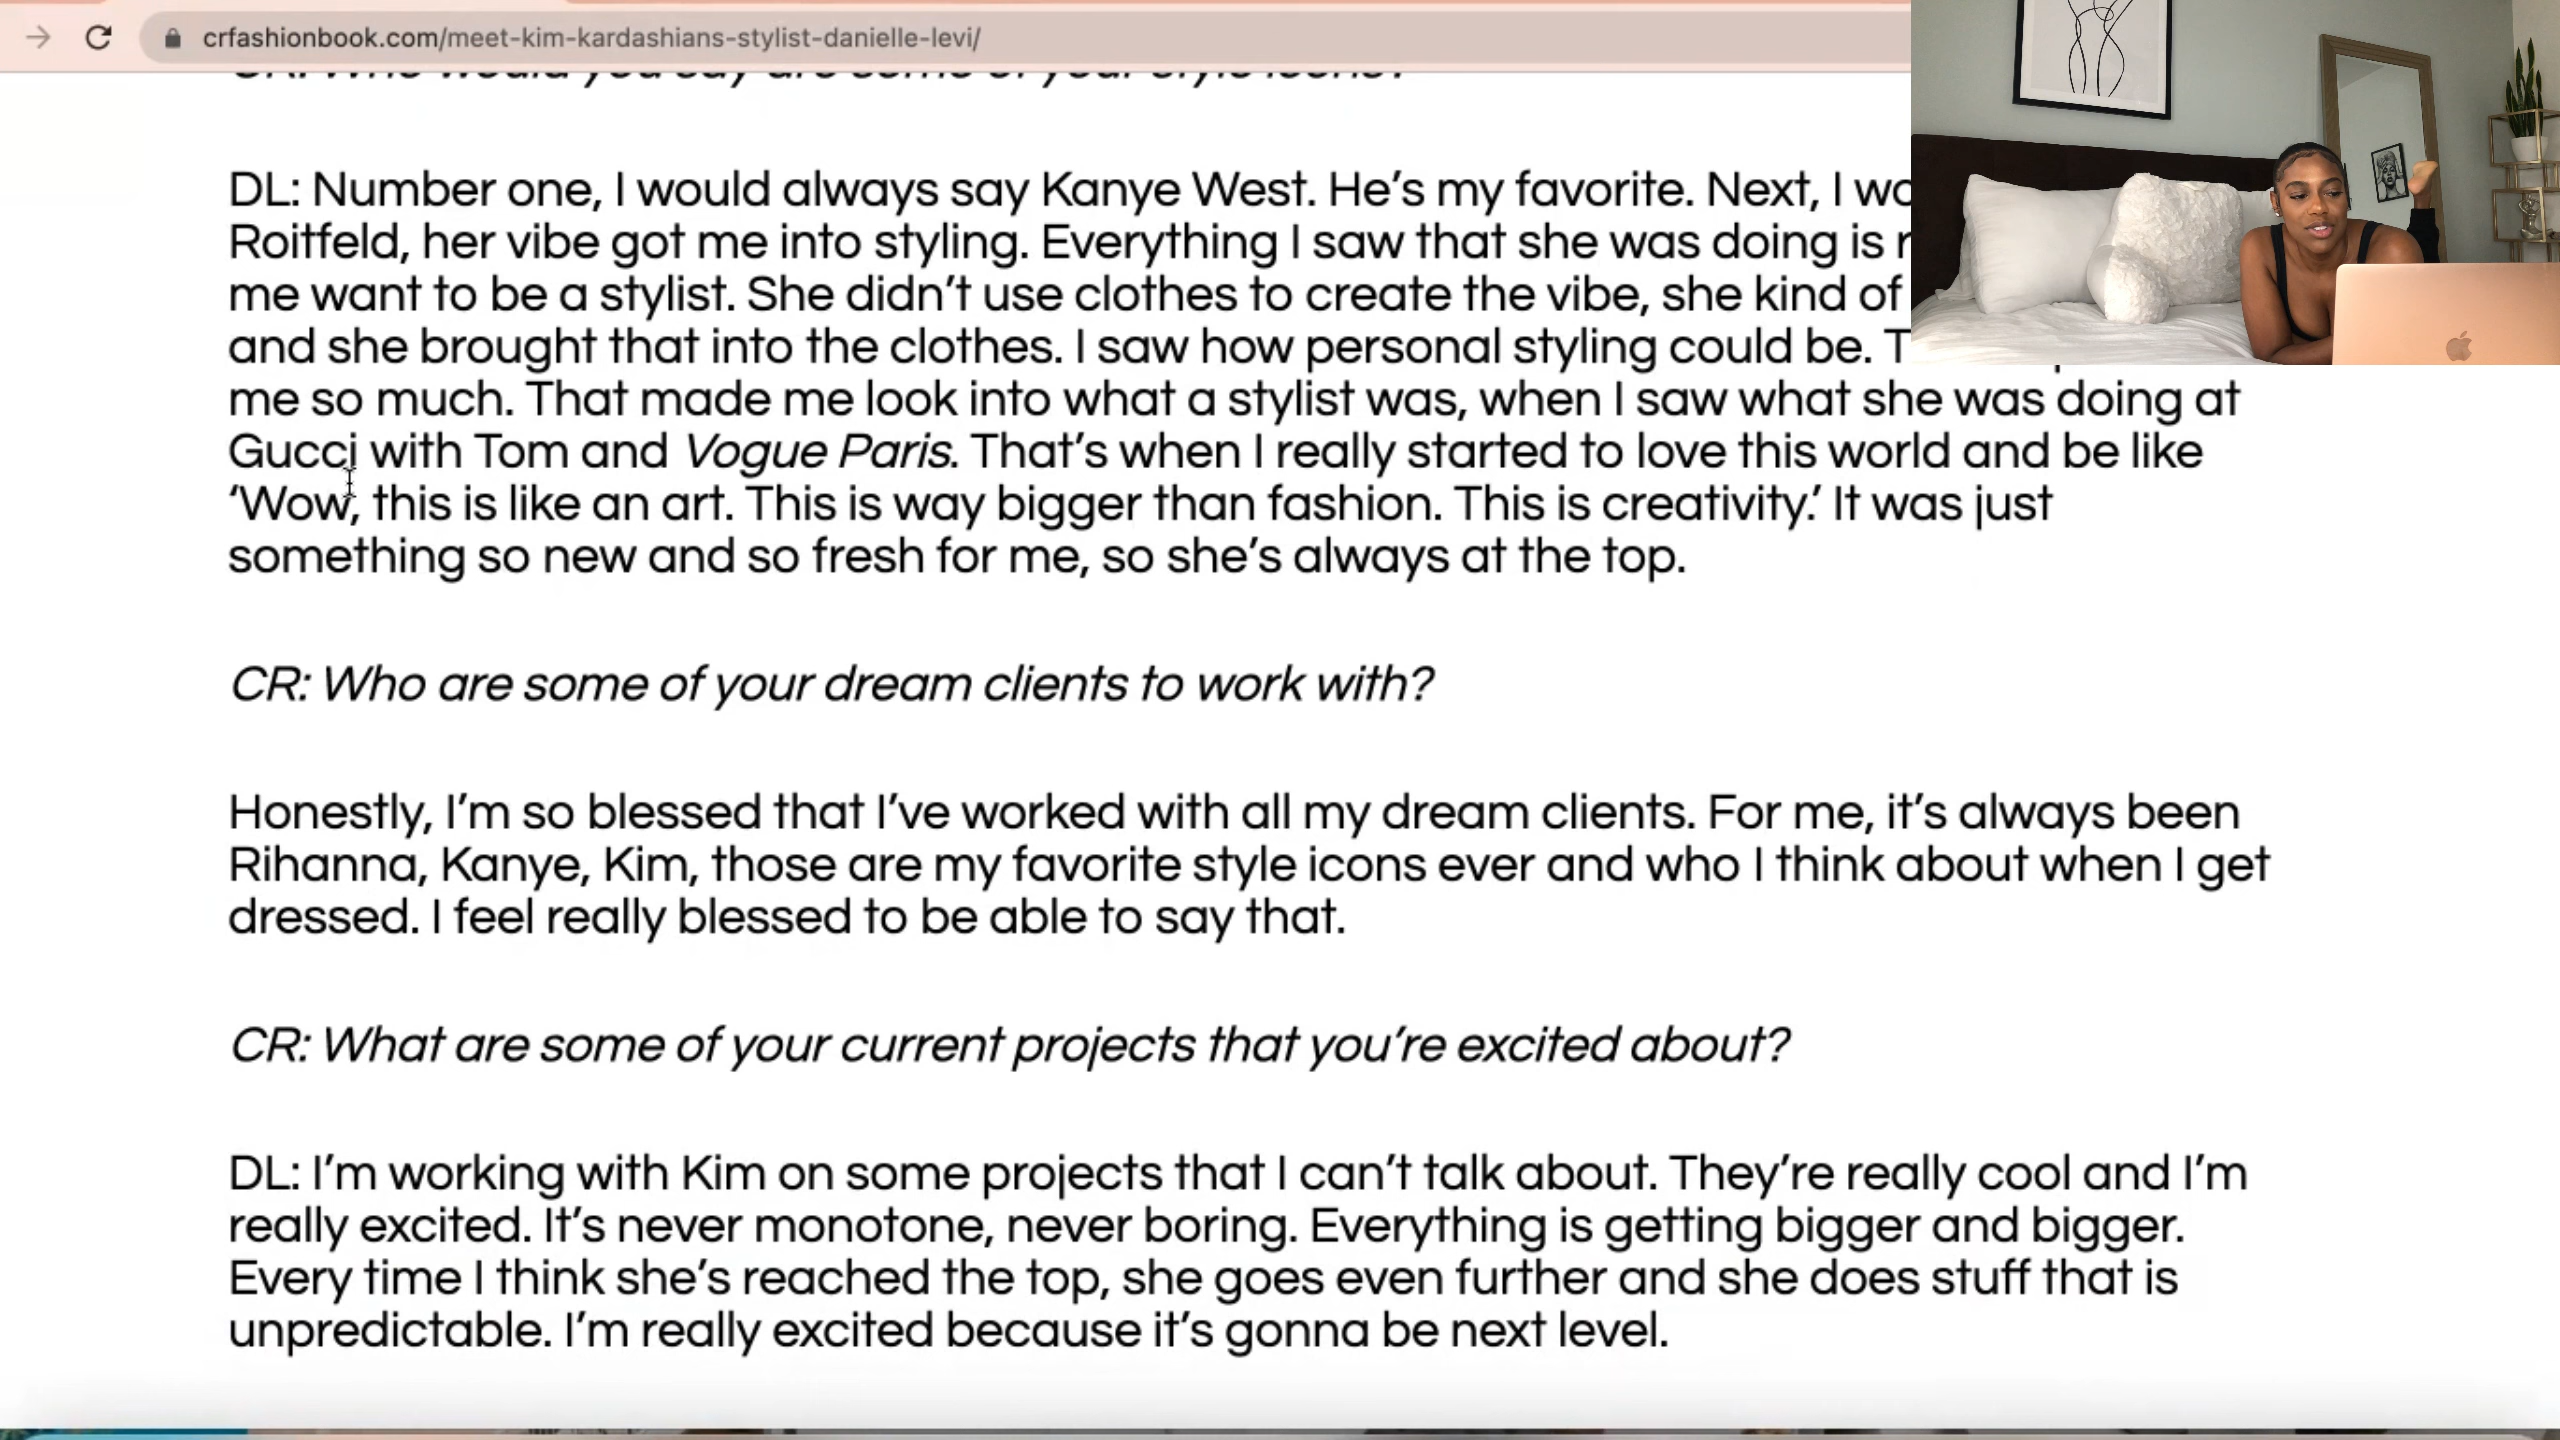 crfashionbook.com/meet-kim-kardashians-stylist-danielle-levi/
CR: Who would you say are some of your style icons?
DL: Number one, I would always say Kanye West. He’s my favorite. Next, I
Roitfeld, her vibe got me into styling. Everything I saw that she was doing is
me want to be a stylist. She didn’t use clothes to create the vibe, she kind of
and she brought that into the clothes. I saw how personal styling could be.
me so much. That made me look into what a stylist was, when I saw what she was doing at
Gucci with Tom and Vogue Paris. That’s when I really started to love this world and be like
‘Wow, this is like an art. This is way bigger than fashion. This is creativity.’ It was just
something so new and so fresh for me, so she’s always at the top.
CR: Who are some of your dream clients to work with?
Honestly, I’m so blessed that I’ve worked with all my dream clients. For me, it’s always been
Rihanna, Kanye, Kim, those are my favorite style icons ever and who I think about when I get
dressed. I feel really blessed to be able to say that.
CR: What are some of your current projects that you’re excited about?
DL: I’m working with Kim on some projects that I can’t talk about. They’re really cool and I’m
really excited. It’s never monotone, never boring. Everything is getting bigger and bigger.
Every time I think she’s reached the top, she goes even further and she does stuff that is
unpredictable. I’m really excited because it’s gonna be next level.